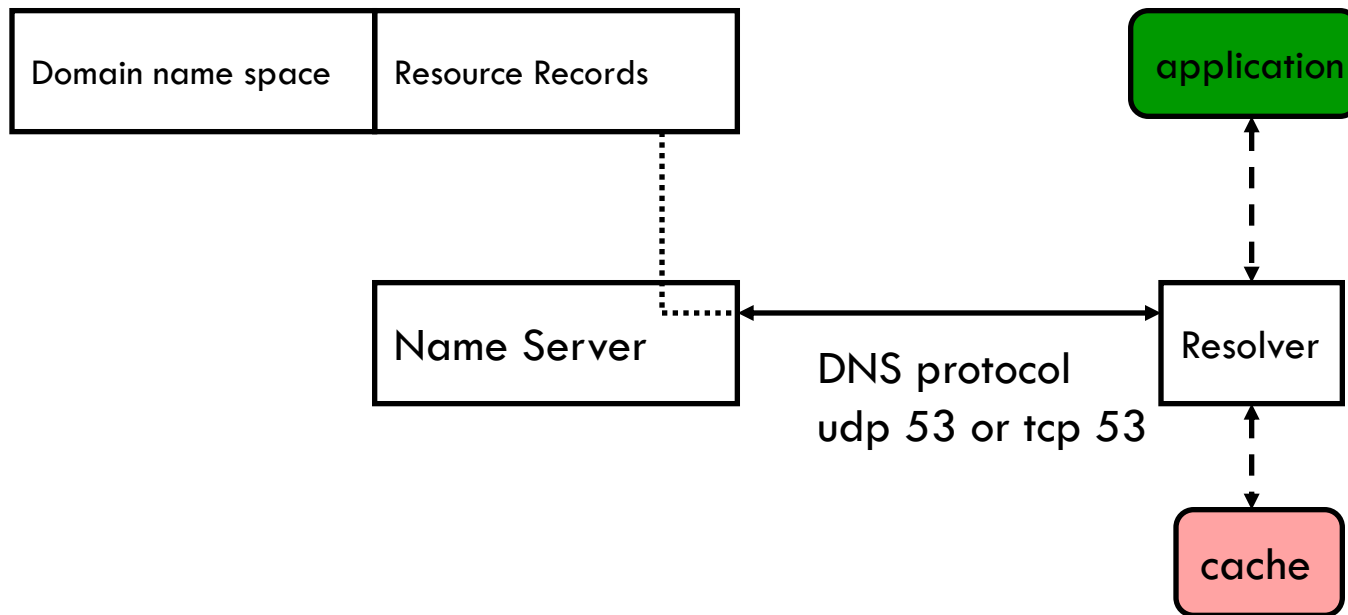 Domain name space
Resource Records
application
Name Server
DNS protocol
udp 53 or tcp 53
Resolver
cache